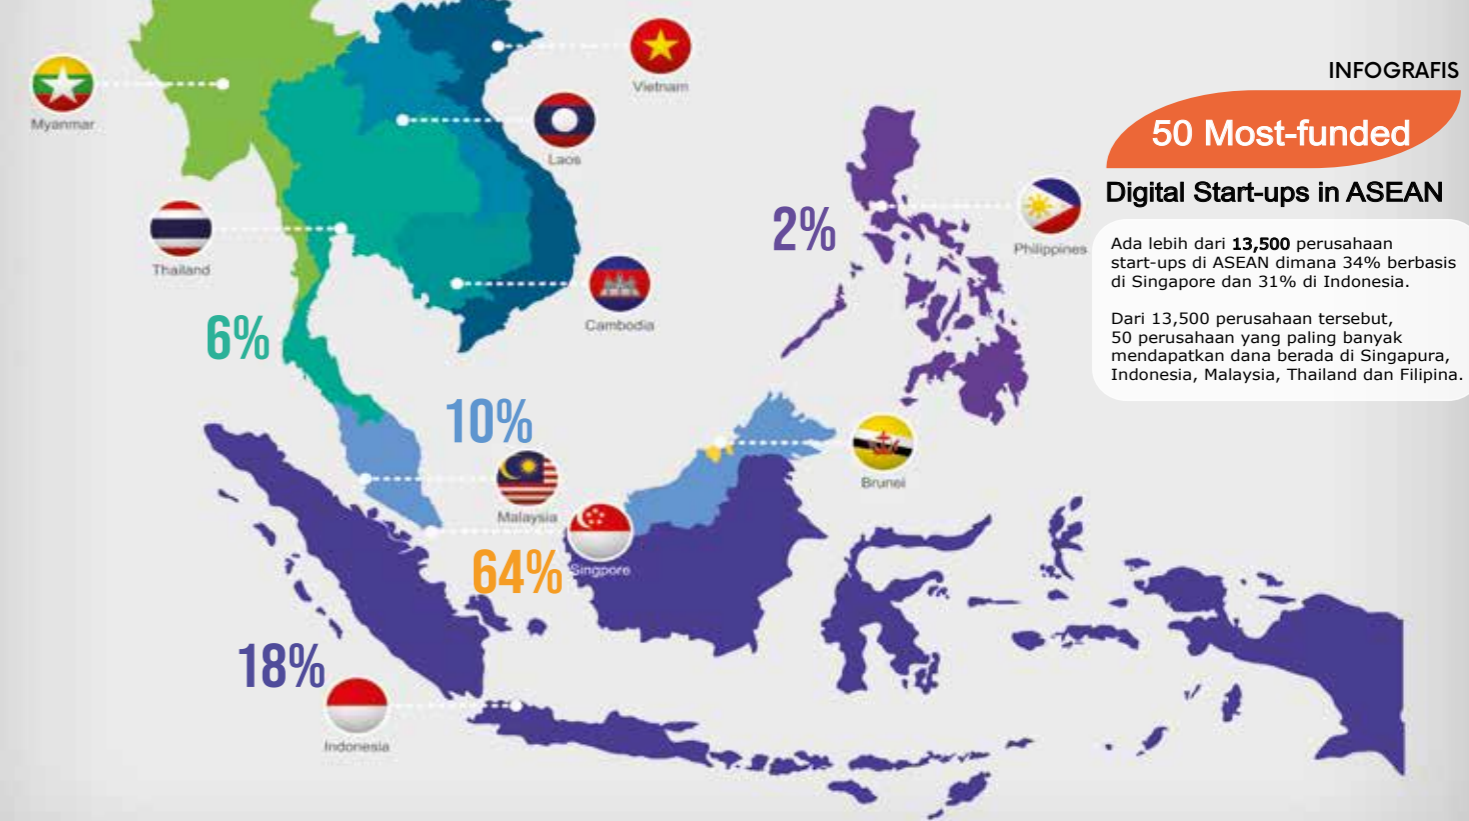 INFOGRAFIS
50 Most-funded
Digital Start-ups in ASEAN
Ada lebih dari 13,500 perusahaan
start-ups di ASEAN dimana 34% berbasis
di Singapore dan 31% di Indonesia.
Dari 13,500 perusahaan tersebut,
50 perusahaan yang paling banyak
mendapatkan dana berada di Singapura,
Indonesia, Malaysia, Thailand dan Filipina.
Vietnam
Myanmar
Laos
2%
Philippines
Thailand
Cambodia
6%
10%
Brunei
Malaysia
64%
Singpore
18%
Indonesia